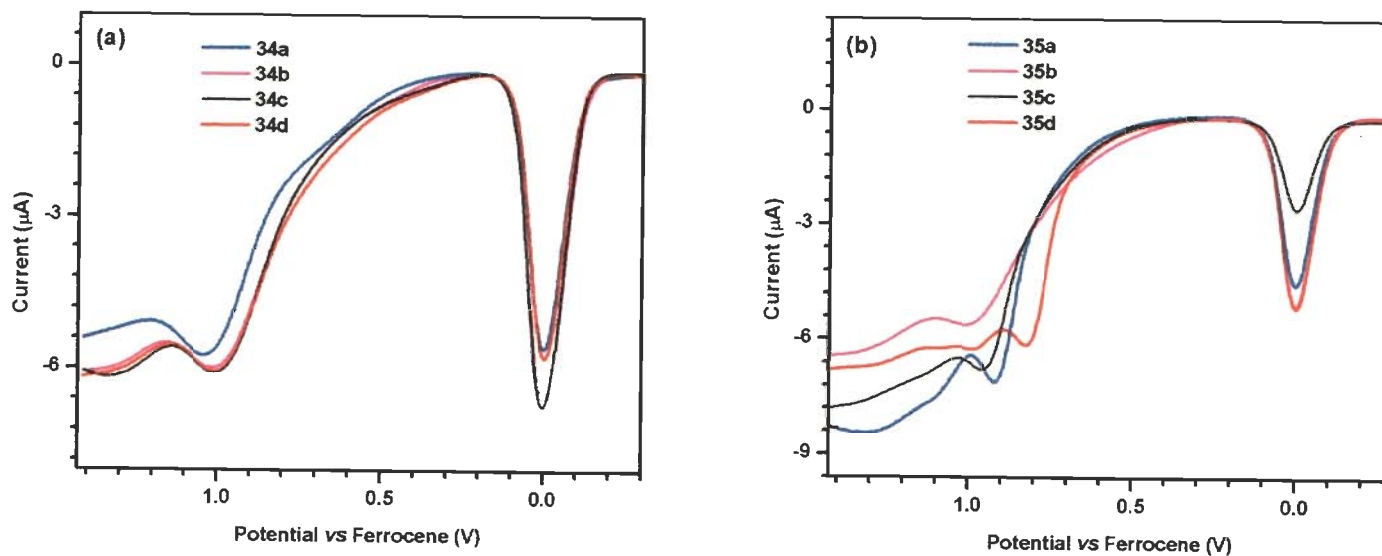 (a)
34a
34b
34c
34d
0
-3
-6
Current (μA)
1.0
0.5
0.0
Potential vs Ferrocene (V)
(b)
35a
35b
35c
35d
0
-3
-6
-9
Current (μA)
1.0
0.5
0.0
Potential vs Ferrocene (V)